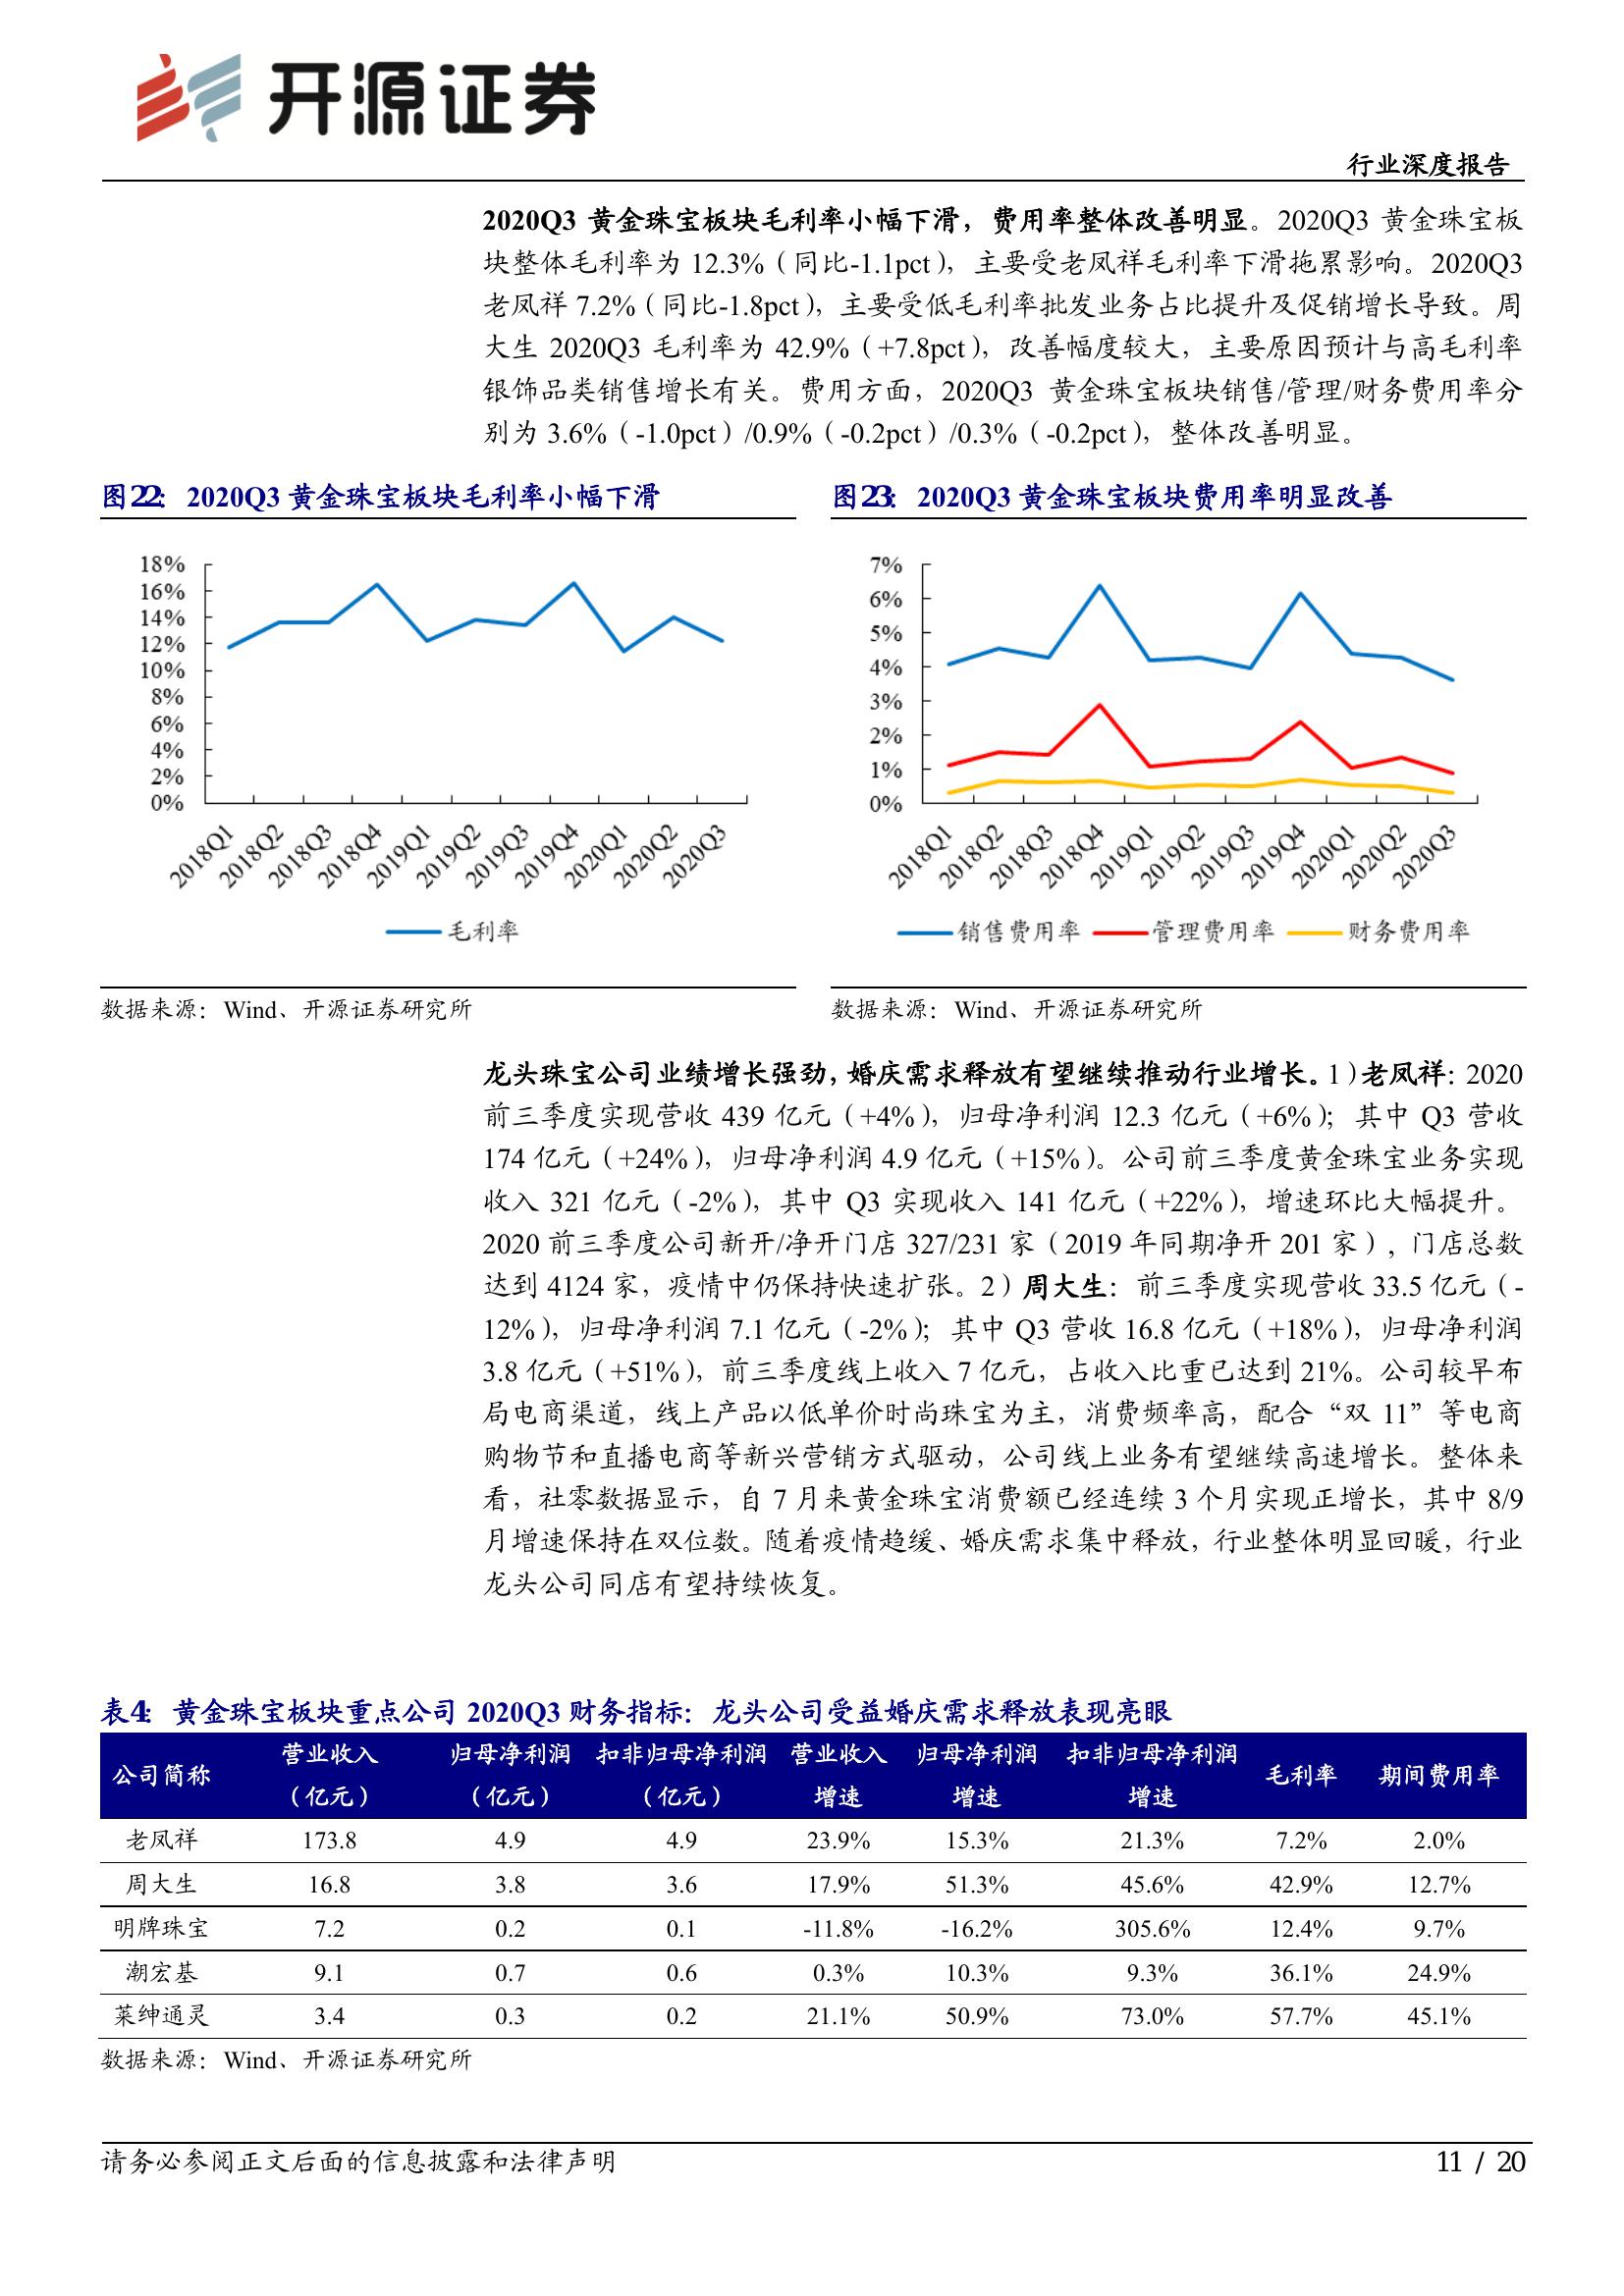 开源证券
行业深度报告
2020Q3 黄金珠宝板块毛利率小幅下滑，费用率整体改善明显。2020Q3 黄金珠宝板
块整体毛利率为 12.3%（同比-1.1pct），主要受老凤祥毛利率下滑拖累影响。2020Q3
老凤祥 7.2%（同比-1.8pct），主要受低毛利率批发业务占比提升及促销增长导致。周
大生 2020Q3 毛利率为 42.9%（+7.8pct），改善幅度较大，主要原因预计与高毛利率
银饰品类销售增长有关。费用方面，2020Q3 黄金珠宝板块销售/管理/财务费用率分
别为 3.6%（-1.0pct）/0.9%（-0.2pct）/0.3%（-0.2pct），整体改善明显。
图22：2020Q3 黄金珠宝板块毛利率小幅下滑
18%
16%
14%
12%
10%
8%
6%
4%
2%
0%
2018Q1 2018Q2 2018Q3 2018Q4 2019Q1 2019Q2 2019Q3 2019Q4 2020Q1 2020Q2 2020Q3
毛利率
数据来源：Wind、开源证券研究所
图23：2020Q3 黄金珠宝板块费用率明显改善
7%
6%
5%
4%
3%
2%
1%
0%
2018Q1 2018Q2 2018Q3 2018Q4 2019Q1 2019Q2 2019Q3 2019Q4 2020Q1 2020Q2 2020Q3
销售费用率 管理费用率 财务费用率
数据来源：Wind、开源证券研究所
龙头珠宝公司业绩增长强劲，婚庆需求释放有望继续推动行业增长。1）老凤祥：2020
前三季度实现营收 439 亿元（+4%），归母净利润 12.3 亿元（+6%）；其中 Q3 营收
174 亿元（+24%），归母净利润 4.9 亿元（+15%）。公司前三季度黄金珠宝业务实现
收入 321 亿元（-2%），其中 Q3 实现收入 141 亿元（+22%），增速环比大幅提升。
2020 前三季度公司新开/净开门店 327/231 家（2019 年同期净开 201 家），门店总数
达到 4124 家，疫情中仍保持快速扩张。2）周大生：前三季度实现营收 33.5 亿元（-
12%），归母净利润 7.1 亿元（-2%）；其中 Q3 营收 16.8 亿元（+18%），归母净利润
3.8 亿元（+51%），前三季度线上收入 7 亿元，占收入比重已达到 21%。公司较早布
局电商渠道，线上产品以低单价时尚珠宝为主，消费频率高，配合“双 11”等电商
购物节和直播电商等新兴营销方式驱动，公司线上业务有望继续高速增长。整体来
看，社零数据显示，自 7 月来黄金珠宝消费额已经连续 3 个月实现正增长，其中 8/9
月增速保持在双位数。随着疫情趋缓、婚庆需求集中释放，行业整体明显回暖，行业
龙头公司同店有望持续恢复。
表4：黄金珠宝板块重点公司 2020Q3 财务指标：龙头公司受益婚庆需求释放表现亮眼
公司简称 营业收入（亿元） 归母净利润（亿元） 扣非归母净利润（亿元） 营业收入增速 归母净利润增速 扣非归母净利润增速 毛利率 期间费用率
老凤祥 173.8 4.9 4.9 23.9% 15.3% 21.3% 7.2% 2.0%
周大生 16.8 3.8 3.6 17.9% 51.3% 45.6% 42.9% 12.7%
明牌珠宝 7.2 0.2 0.1 -11.8% -16.2% 305.6% 12.4% 9.7%
潮宏基 9.1 0.7 0.6 0.3% 10.3% 9.3% 36.1% 24.9%
莱绅通灵 3.4 0.3 0.2 21.1% 50.9% 73.0% 57.7% 45.1%
数据来源：Wind、开源证券研究所
请务必参阅正文后面的信息披露和法律声明
11 / 20